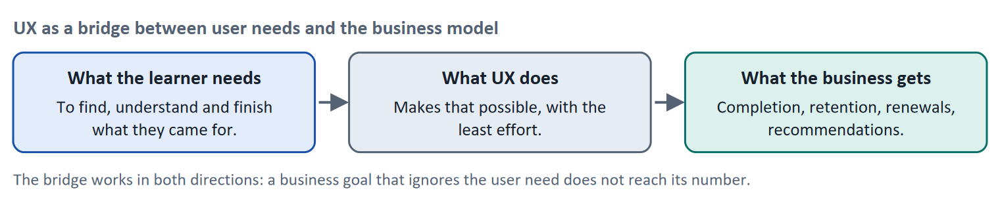 UX as a bridge between user needs and the business model
What the learner needs
To find, understand and finish
what they came for.
What UX does
Makes that possible, with the
least effort.
What the business gets
Completion, retention, renewals,
recommendations.
The bridge works in both directions: a business goal that ignores the user need does not reach its number.